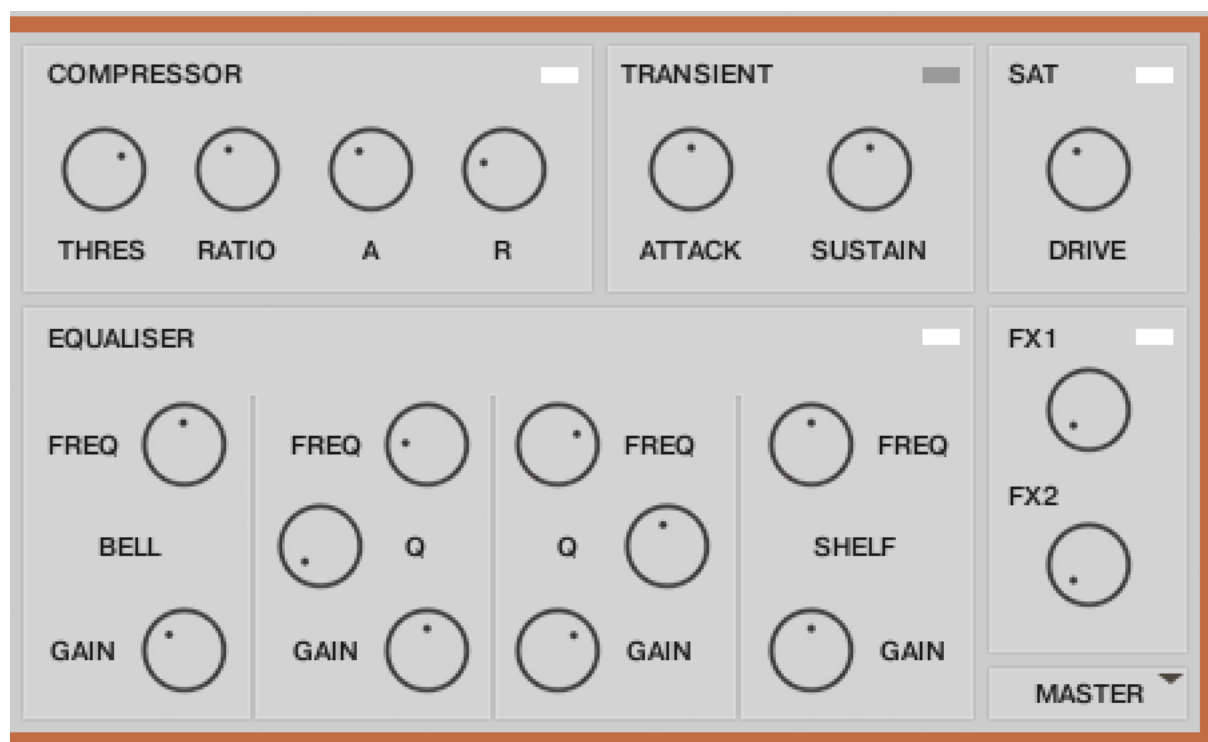 COMPRESSOR
THRES RATIO A R
TRANSIENT
ATTACK SUSTAIN
SAT
DRIVE
EQUALISER
FREQ FREQ FREQ FREQ
BELL Q Q SHELF
GAIN GAIN GAIN GAIN
FX1
FX2
MASTER